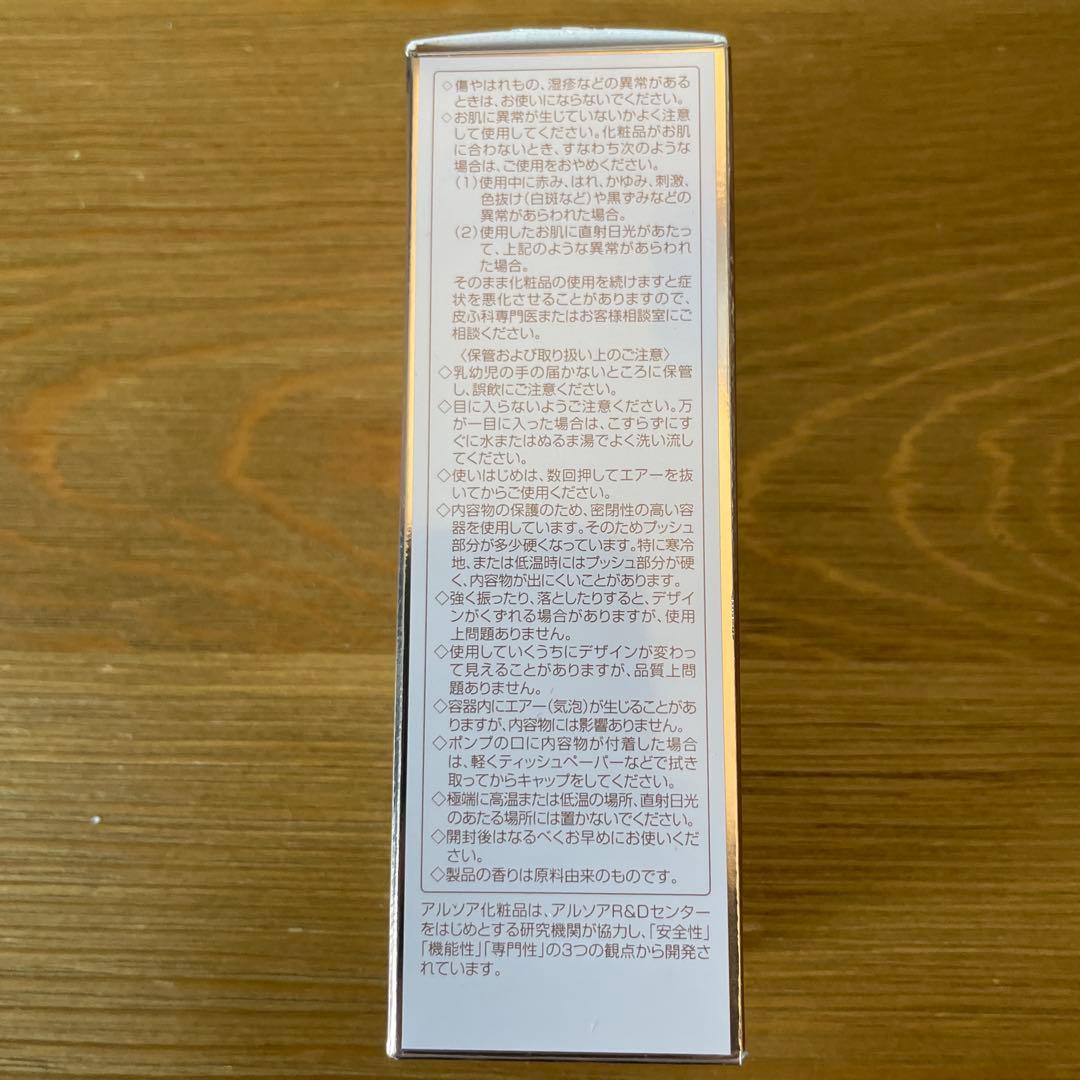 ◇傷やはれもの、湿疹などの異常がある
ときは、お使いにならないでください。
◇お肌に異常が生じていないかよく注意
して使用してください。化粧品がお肌
に合わないとき、すなわち次のような
場合は、ご使用をおやめください。
(1)使用中に赤み、はれ、かゆみ、刺激、
色抜け(白斑など)や黒ずみなどの
異常があらわれた場合。
(2)使用したお肌に直射日光があたっ
て、上記のような異常があらわれ
た場合。
そのまま化粧品の使用を続けますと症
状を悪化させることがありますので、
皮ふ科専門医またはお客様相談室にご
相談ください。
〈保管および取り扱い上のご注意〉
◇乳幼児の手の届かないところに保管
し、誤飲にご注意ください。
◇目に入らないようご注意ください。万
が一目に入った場合は、こすらずにす
ぐに水またはぬるま湯でよく洗い流し
てください。
◇使いはじめは、数回押してエアーを抜
いてからご使用ください。
◇内容物の保護のため、密閉性の高い容
器を使用しています。そのためプッシュ
部分が多少硬くなっています。特に寒冷
地、または低温時にはプッシュ部分が硬
く、内容物が出にくいことがあります。
◇強く振ったり、落としたりすると、デザイ
ンがくずれる場合がありますが、使用
上問題ありません。
◇使用していくうちにデザインが変わっ
て見えることがありますが、品質上問
題ありません。
◇容器内にエアー(気泡)が生じることがあ
りますが、内容物には影響ありません。
◇ポンプの口に内容物が付着した場合
は、軽くティッシュペーパーなどで拭き
取ってからキャップをしてください。
◇極端に高温または低温の場所、直射日光
のあたる場所には置かないでください。
◇開封後はなるべくお早めにお使いくだ
さい。
◇製品の香りは原料由来のものです。
アルソア化粧品は、アルソアR&Dセンター
をはじめとする研究機関が協力し、「安全性」
「機能性」「専門性」の3つの観点から開発さ
れています。